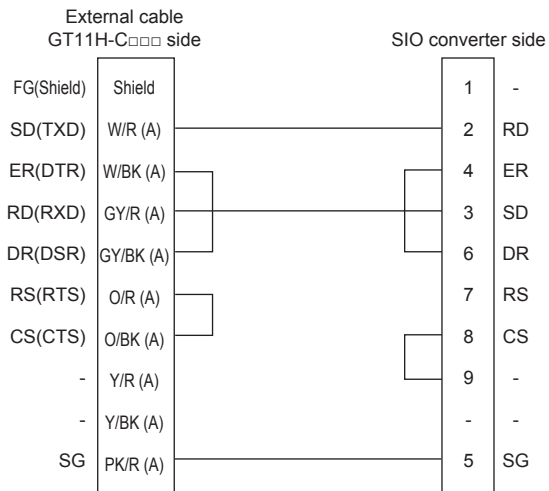 External cable
GT11H-C□□□ side
SIO converter side
FG(Shield) Shield 1 -
SD(TXD) W/R (A) 2 RD
ER(DTR) W/BK (A) 4 ER
RD(RXD) GY/R (A) 3 SD
DR(DSR) GY/BK (A) 6 DR
RS(RTS) O/R (A) 7 RS
CS(CTS) O/BK (A) 8 CS
- Y/R (A) 9 -
- Y/BK (A) - -
SG PK/R (A) 5 SG